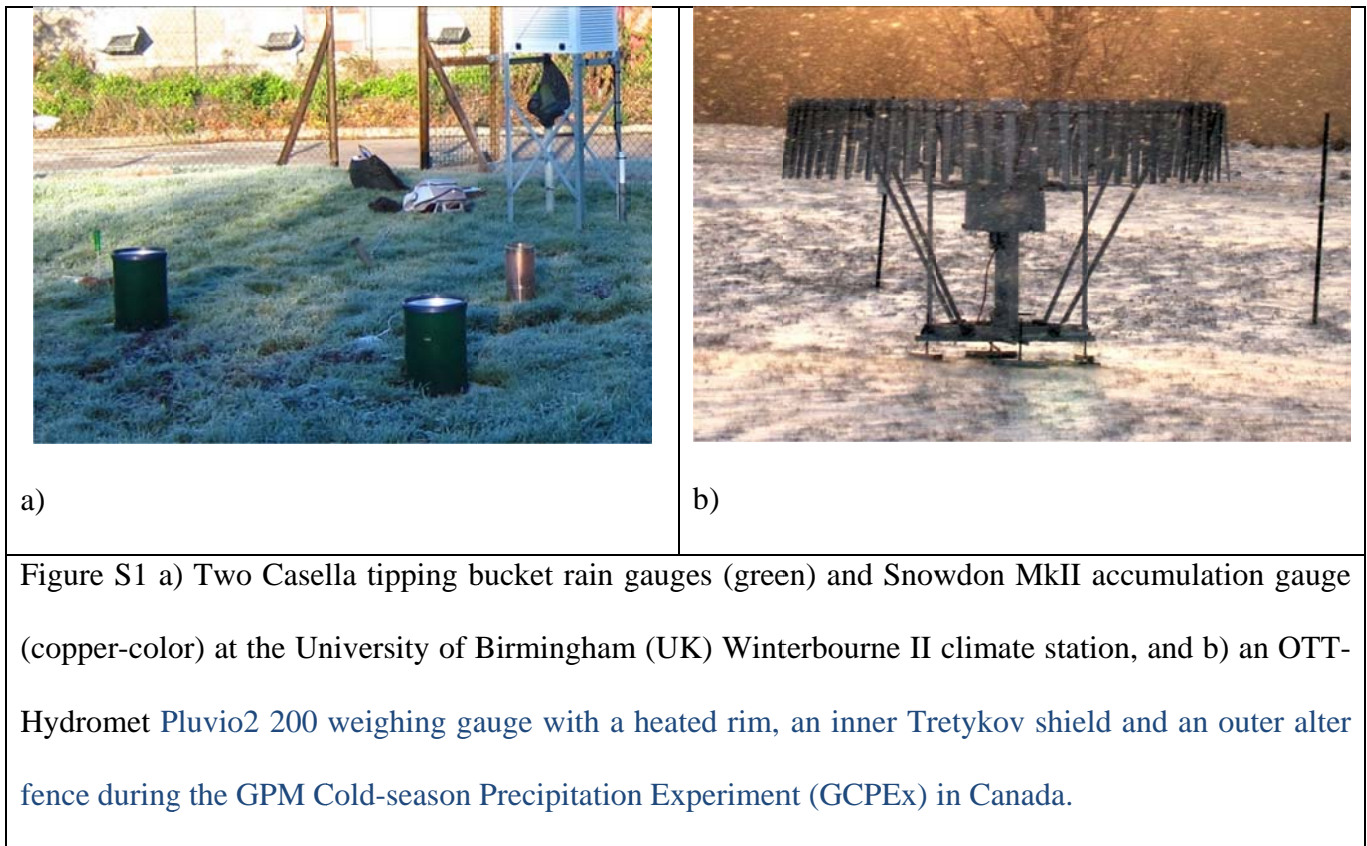 a)
b)
Figure S1 a) Two Casella tipping bucket rain gauges (green) and Snowdon MkII accumulation gauge
(copper-color) at the University of Birmingham (UK) Winterbourne II climate station, and b) an OTT-
Hydromet Pluvio2 200 weighing gauge with a heated rim, an inner Tretykov shield and an outer alter
fence during the GPM Cold-season Precipitation Experiment (GCPEx) in Canada.